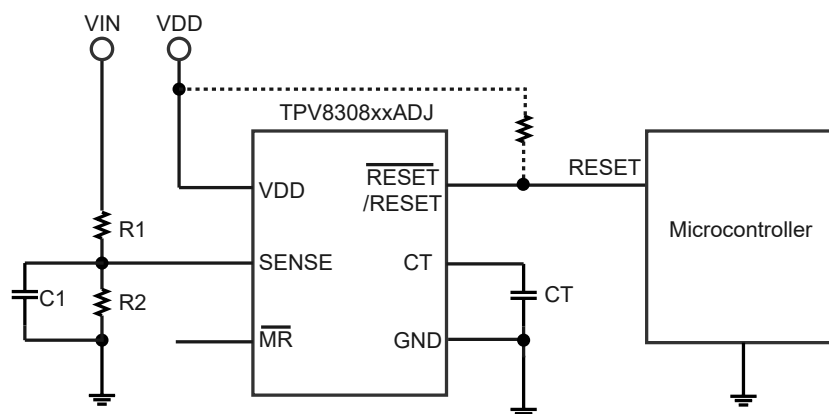 VIN
VDD
TPV8308xxADJ
VDD
RESET
/RESET
RESET
Microcontroller
R1
SENSE
CT
C1
R2
CT
MR
GND